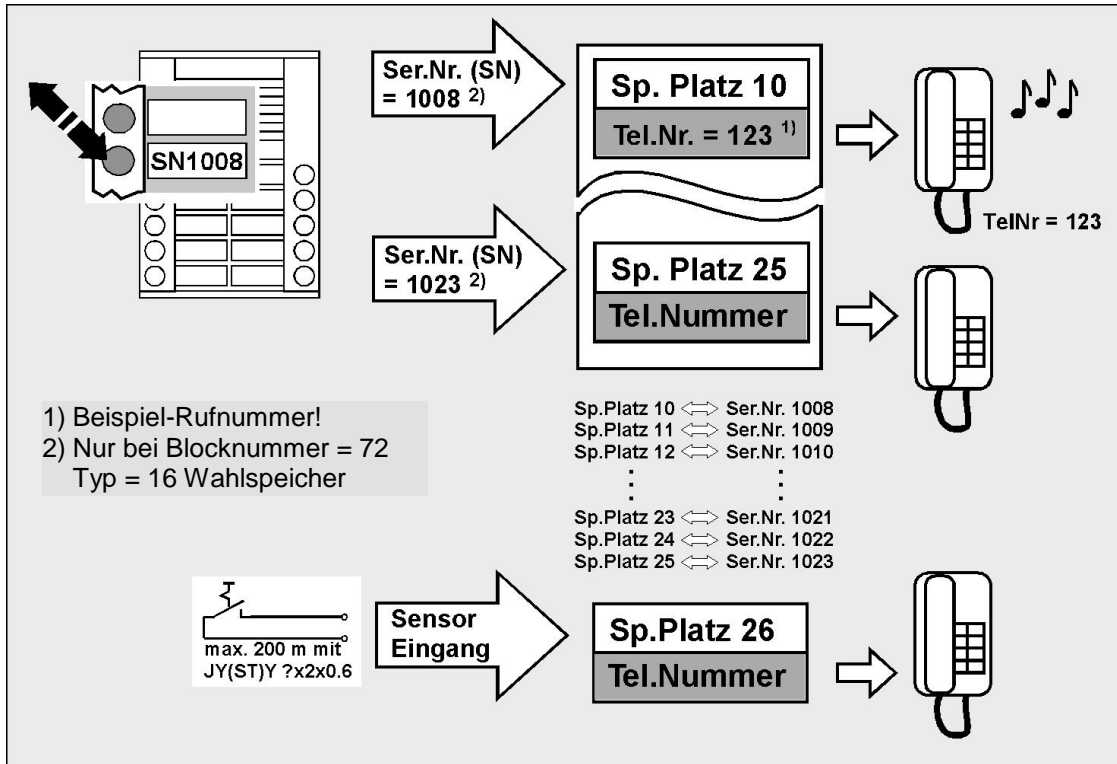 Ser.Nr. (SN)
= 1008 2)
Sp. Platz 10
Tel.Nr. = 123 1)
SN1008
TelNr = 123
Ser.Nr. (SN)
= 1023 2)
Sp. Platz 25
Tel.Nummer
1) Beispiel-Rufnummer!
2) Nur bei Blocknummer = 72
Typ = 16 Wahlspeicher
Sp.Platz 10 ⇔ Ser.Nr. 1008
Sp.Platz 11 ⇔ Ser.Nr. 1009
Sp.Platz 12 ⇔ Ser.Nr. 1010
Sp.Platz 23 ⇔ Ser.Nr. 1021
Sp.Platz 24 ⇔ Ser.Nr. 1022
Sp.Platz 25 ⇔ Ser.Nr. 1023
max. 200 m mit
JY(ST)Y ?x2x0.6
Sensor
Eingang
Sp.Platz 26
Tel.Nummer